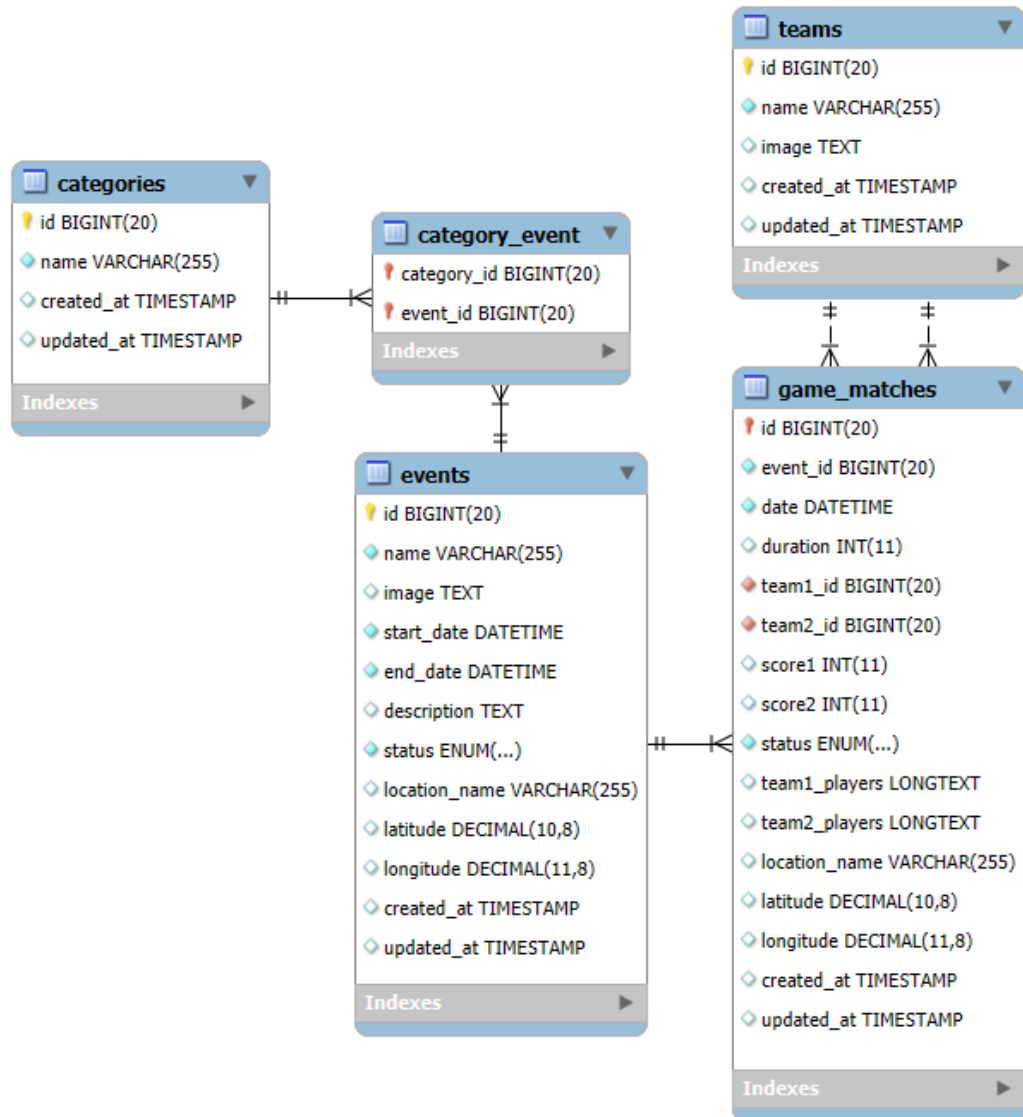 teams
id BIGINT(20)
name VARCHAR(255)
image TEXT
created_at TIMESTAMP
updated_at TIMESTAMP
Indexes
categories
id BIGINT(20)
name VARCHAR(255)
created_at TIMESTAMP
updated_at TIMESTAMP
Indexes
category_event
category_id BIGINT(20)
event_id BIGINT(20)
Indexes
events
id BIGINT(20)
name VARCHAR(255)
image TEXT
start_date DATETIME
end_date DATETIME
description TEXT
status ENUM(...)
location_name VARCHAR(255)
latitude DECIMAL(10,8)
longitude DECIMAL(11,8)
created_at TIMESTAMP
updated_at TIMESTAMP
Indexes
game_matches
id BIGINT(20)
event_id BIGINT(20)
date DATETIME
duration INT(11)
team1_id BIGINT(20)
team2_id BIGINT(20)
score1 INT(11)
score2 INT(11)
status ENUM(...)
team1_players LONGTEXT
team2_players LONGTEXT
location_name VARCHAR(255)
latitude DECIMAL(10,8)
longitude DECIMAL(11,8)
created_at TIMESTAMP
updated_at TIMESTAMP
Indexes